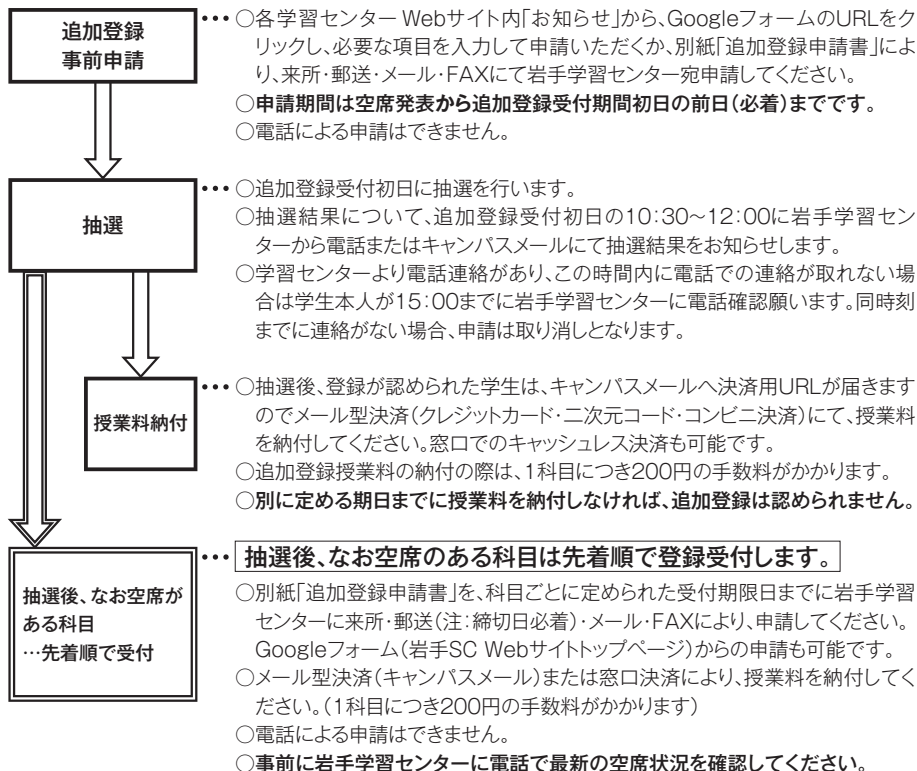 追加登録
事前申請
…○各学習センター Webサイト内「お知らせ」から、GoogleフォームのURLをク
リックし、必要な項目を入力して申請いただくか、別紙「追加登録申請書」によ
り、来所・郵送・メール・FAXにて岩手学習センター宛申請してください。
○申請期間は空席発表から追加登録受付期間初日の前日(必着)までです。
○電話による申請はできません。
抽選
…○追加登録受付初日に抽選を行います。
○抽選結果について、追加登録受付初日の10:30~12:00に岩手学習セン
ターから電話またはキャンパスメールにて抽選結果をお知らせします。
○学習センターより電話連絡があり、この時間内に電話での連絡が取れない場
合は学生本人が15:00までに岩手学習センターに電話確認願います。同時刻
までに連絡がない場合、申請は取り消しとなります。
授業料納付
…○抽選後、登録が認められた学生は、キャンパスメールへ決済用URLが届きます
のでメール型決済(クレジットカード・二次元コード・コンビニ決済)にて、授業料
を納付してください。窓口でのキャッシュレス決済も可能です。
○追加登録授業料の納付の際は、1科目につき200円の手数料がかかります。
○別に定める期日までに授業料を納付しなければ、追加登録は認められません。
抽選後、なお空席が
ある科目
…先着順で受付
…抽選後、なお空席のある科目は先着順で登録受付します。
○別紙「追加登録申請書」を、科目ごとに定められた受付期限日までに岩手学習
センターに来所・郵送(注:締切日必着)・メール・FAXにより、申請してください。
Googleフォーム(岩手SC Webサイトトップページ)からの申請も可能です。
○メール型決済(キャンパスメール)または窓口決済により、授業料を納付してく
ださい。(1科目につき200円の手数料がかかります)
○電話による申請はできません。
○事前に岩手学習センターに電話で最新の空席状況を確認してください。